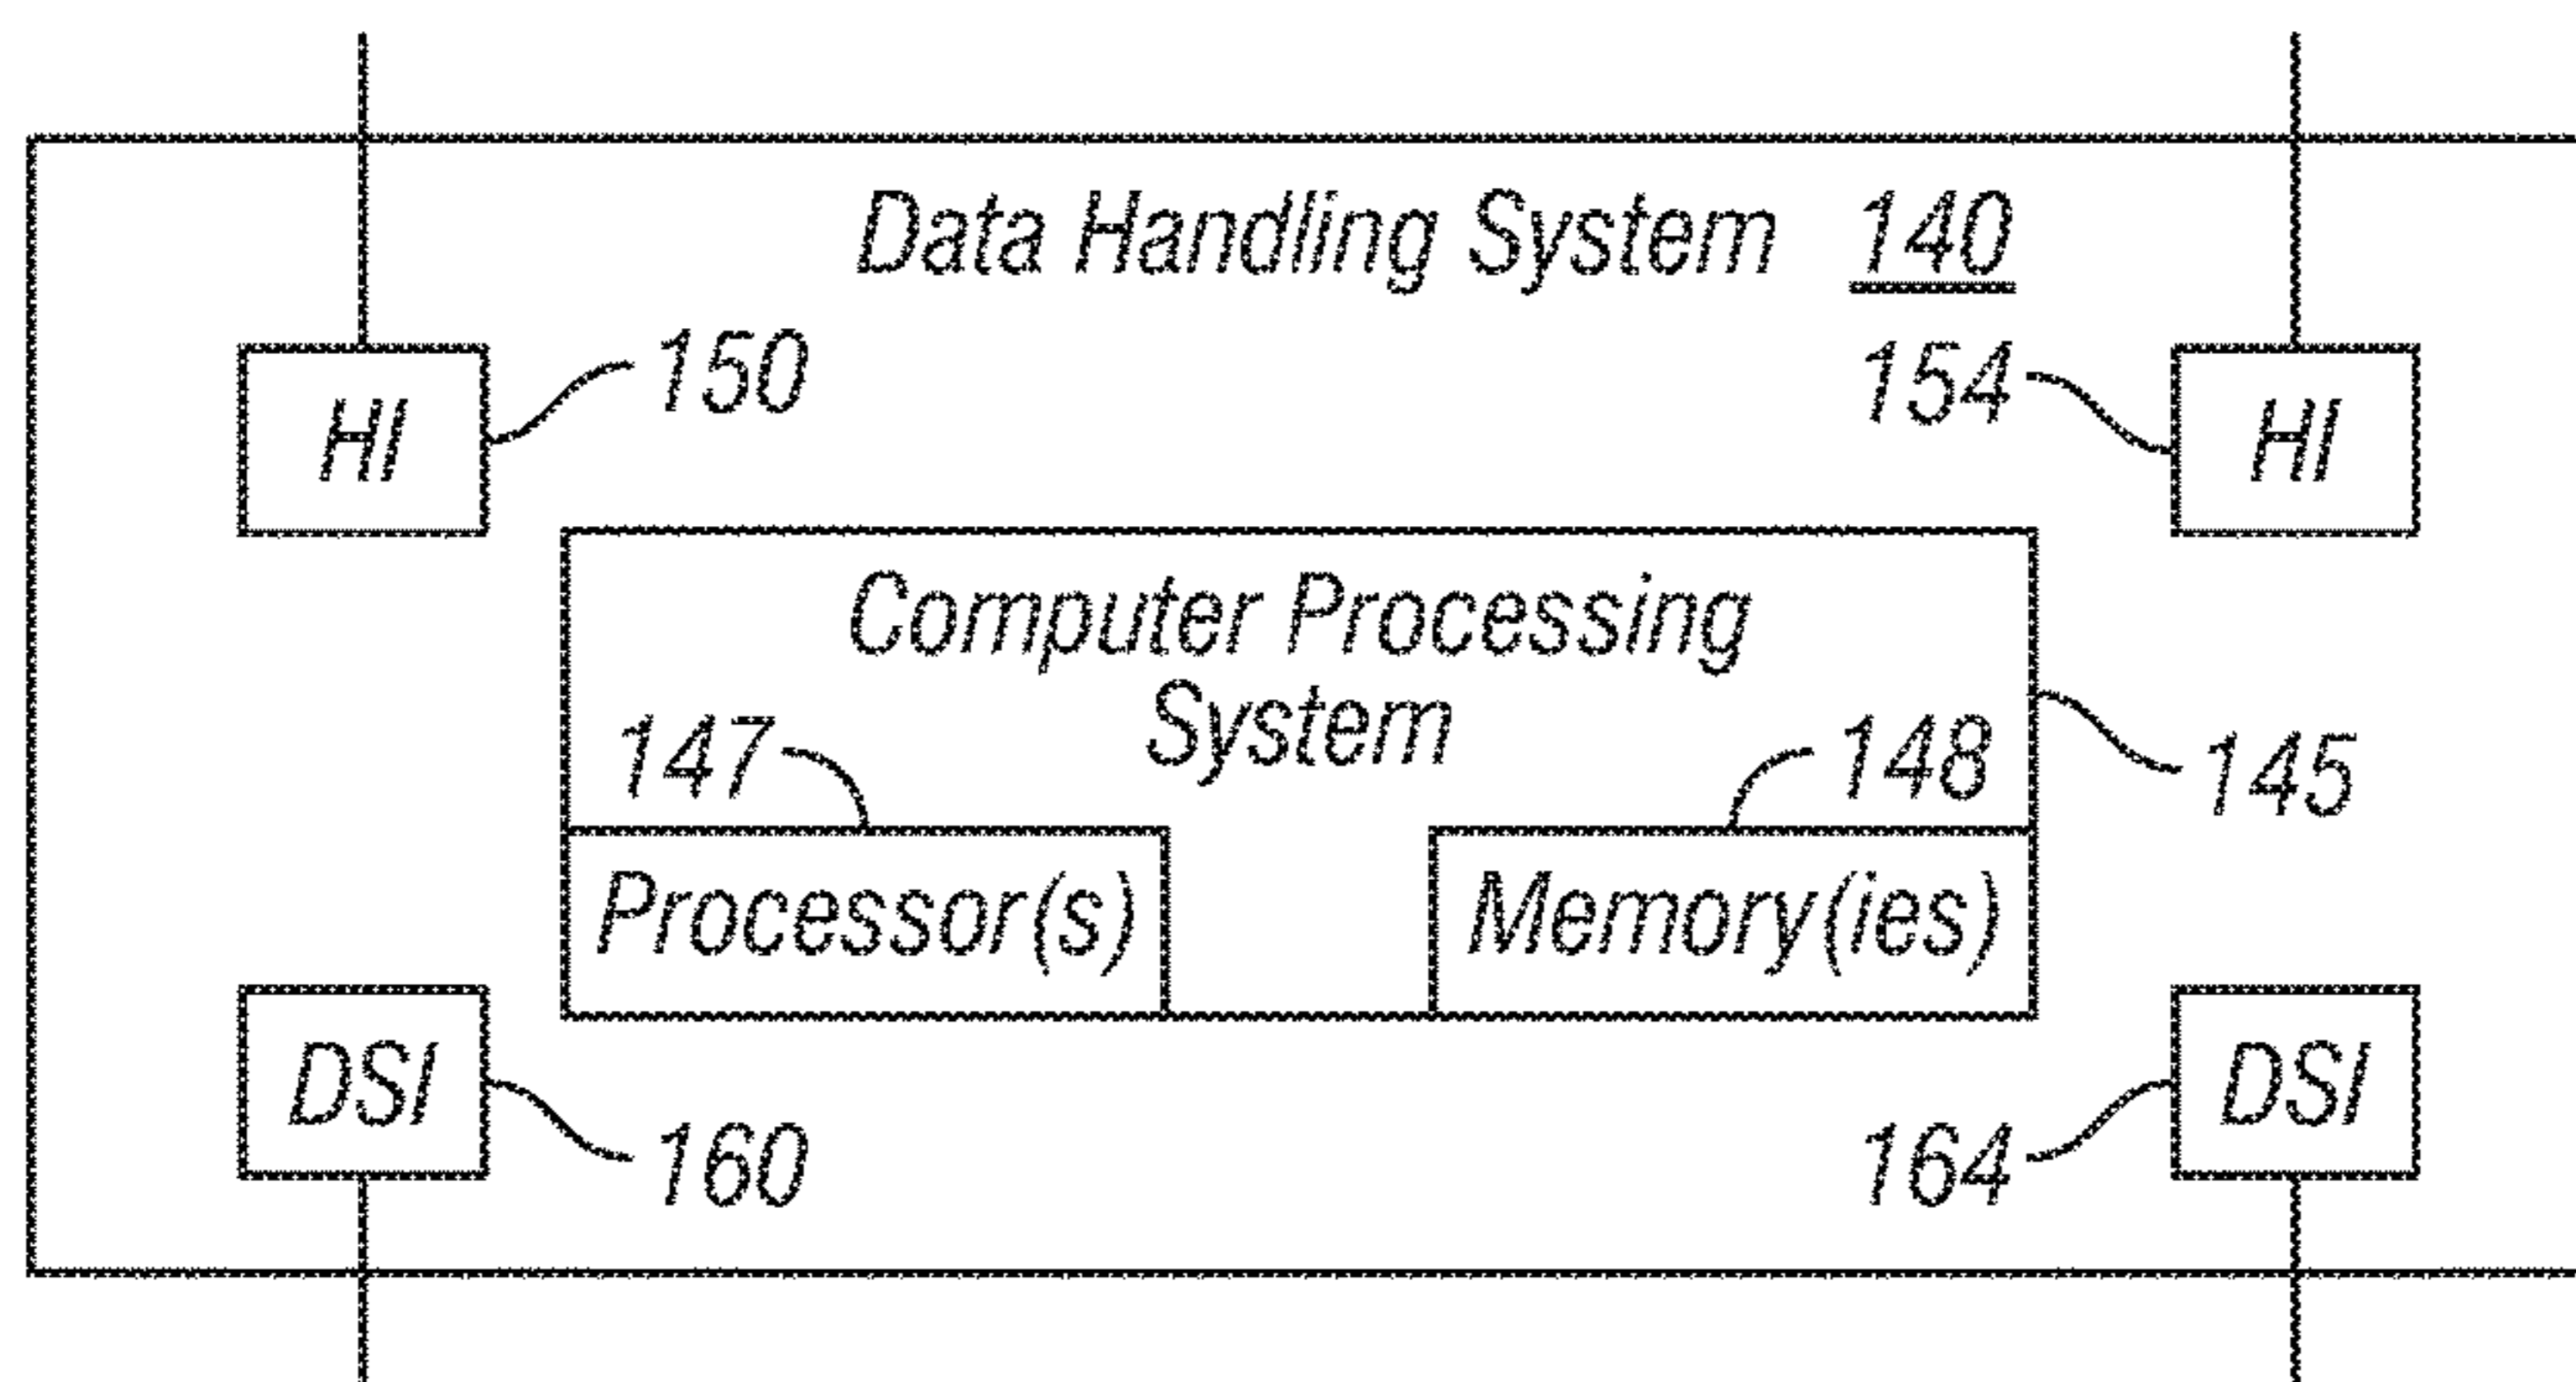 Data Handling System 140
150
154
HI
HI
Computer Processing
System
147
148
145
Processor(s)
Memory(ies)
DSI
DSI
160
164